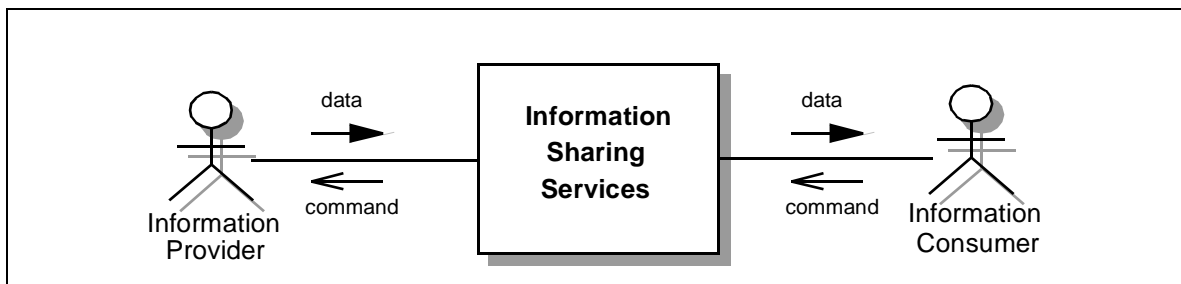 data
command
Information
Provider
Information
Sharing
Services
data
command
Information
Consumer